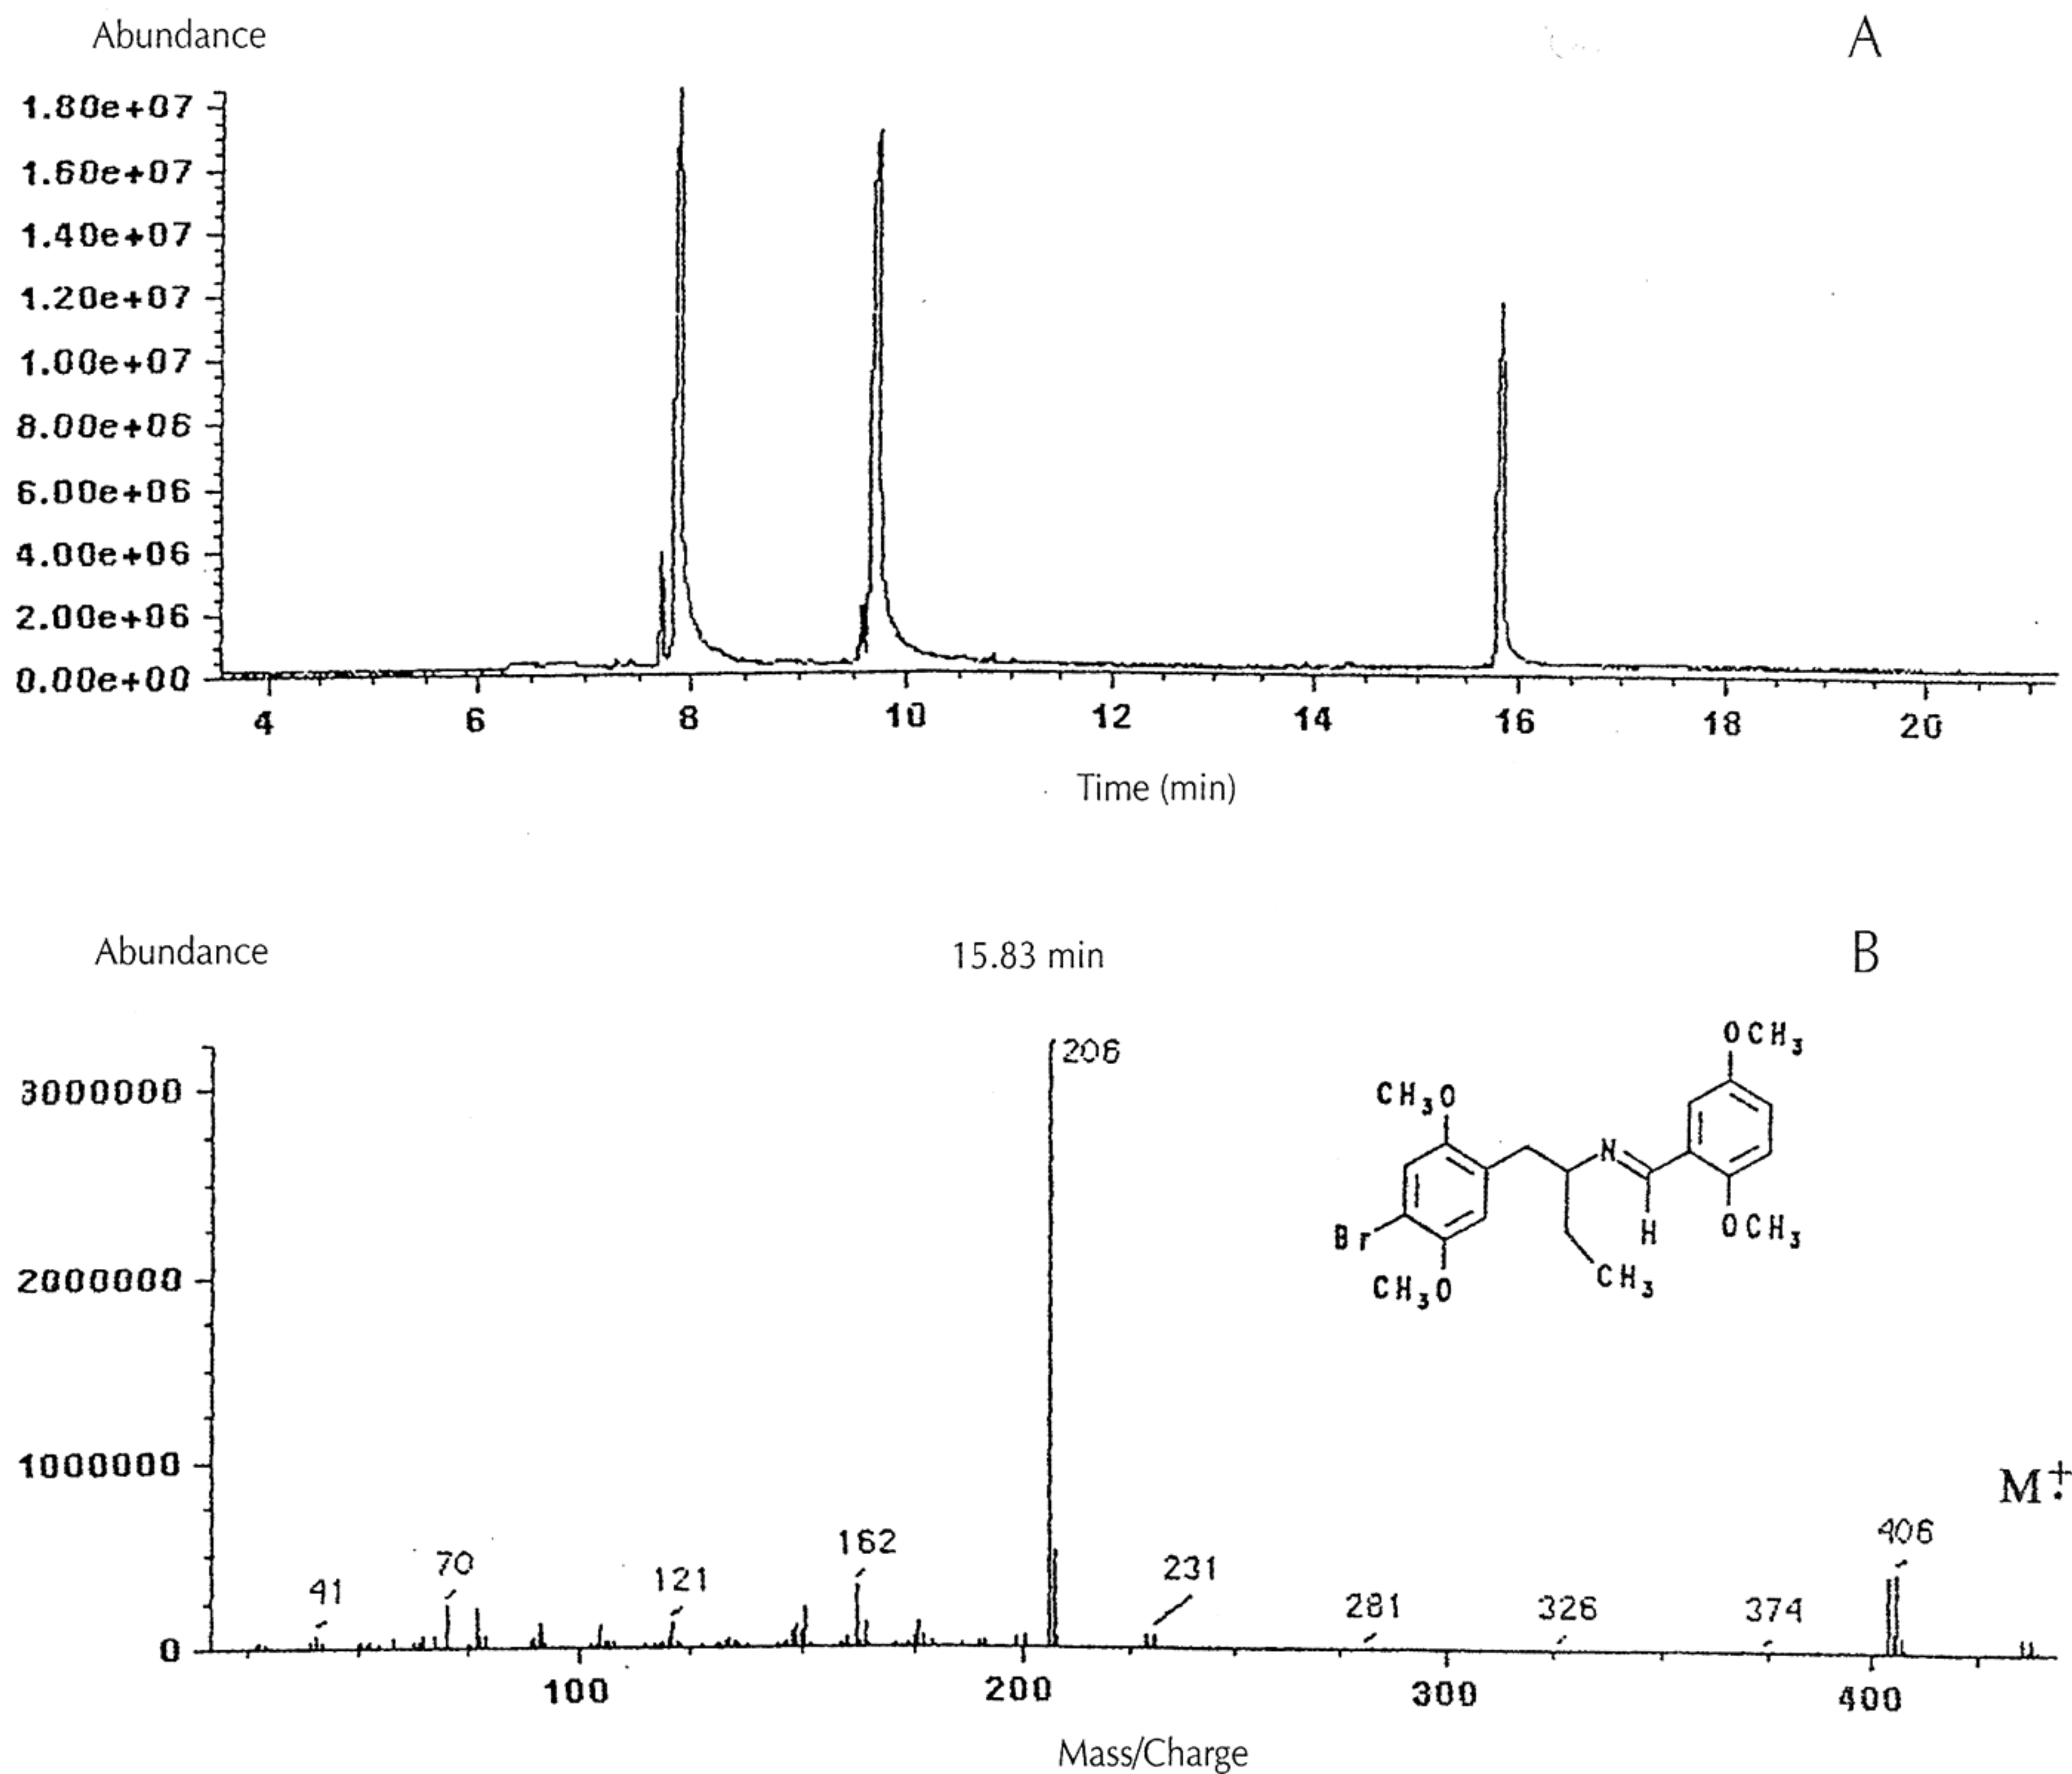 Abundance
A
1.80e+07
1.60e+07
1.40e+07
1.20e+07
1.00e+07
8.00e+06
6.00e+06
4.00e+06
2.00e+06
0.00e+00
4 6 8 10 12 14 16 18 20
Time (min)
Abundance
15.83 min
B
3000000
2000000
1000000
0
206
OCH3
CH3O
N
Br
H
OCH3
CH3O
CH3
M+.
41
70
121
162
231
281
326
374
406
100 200 300 400
Mass/Charge